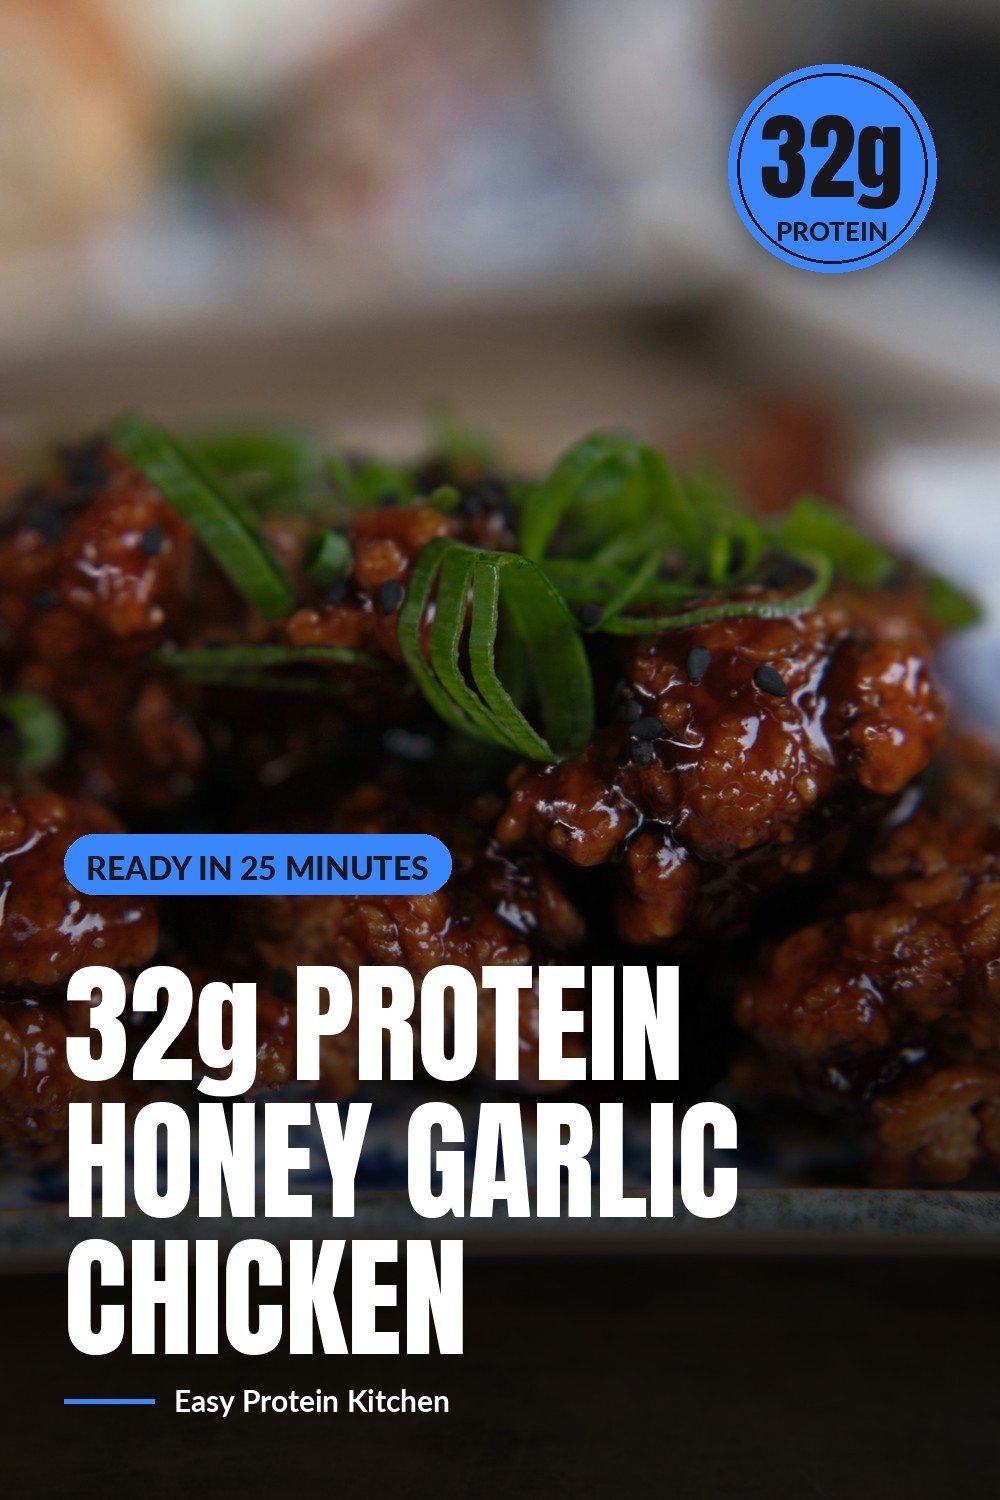 32g
PROTEIN
READY IN 25 MINUTES
32g PROTEIN
HONEY GARLIC
CHICKEN
Easy Protein Kitchen